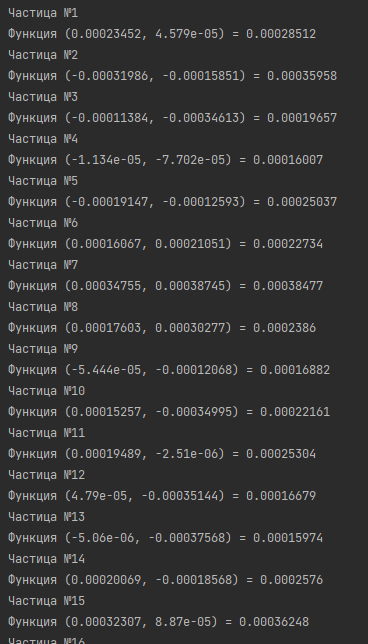 Частица №1
Функция (0.00023452, 4.579e-05) = 0.00028512
Частица №2
Функция (-0.00031986, -0.00015851) = 0.00035958
Частица №3
Функция (-0.00011384, -0.00034613) = 0.00019657
Частица №4
Функция (-1.134e-05, -7.702e-05) = 0.00016007
Частица №5
Функция (-0.00019147, -0.00012593) = 0.00025037
Частица №6
Функция (0.00016067, 0.00021051) = 0.00022734
Частица №7
Функция (0.00034755, 0.00038745) = 0.00038477
Частица №8
Функция (0.00017603, 0.00030277) = 0.0002386
Частица №9
Функция (-5.444e-05, -0.00012068) = 0.00016882
Частица №10
Функция (0.00015257, -0.00034995) = 0.00022161
Частица №11
Функция (0.00019489, -2.51e-06) = 0.00025304
Частица №12
Функция (4.79e-05, -0.00035144) = 0.00016679
Частица №13
Функция (-5.06e-06, -0.00037568) = 0.00015974
Частица №14
Функция (0.00020069, -0.00018568) = 0.0002576
Частица №15
Функция (0.00032307, 8.87e-05) = 0.00036248
Частица №16